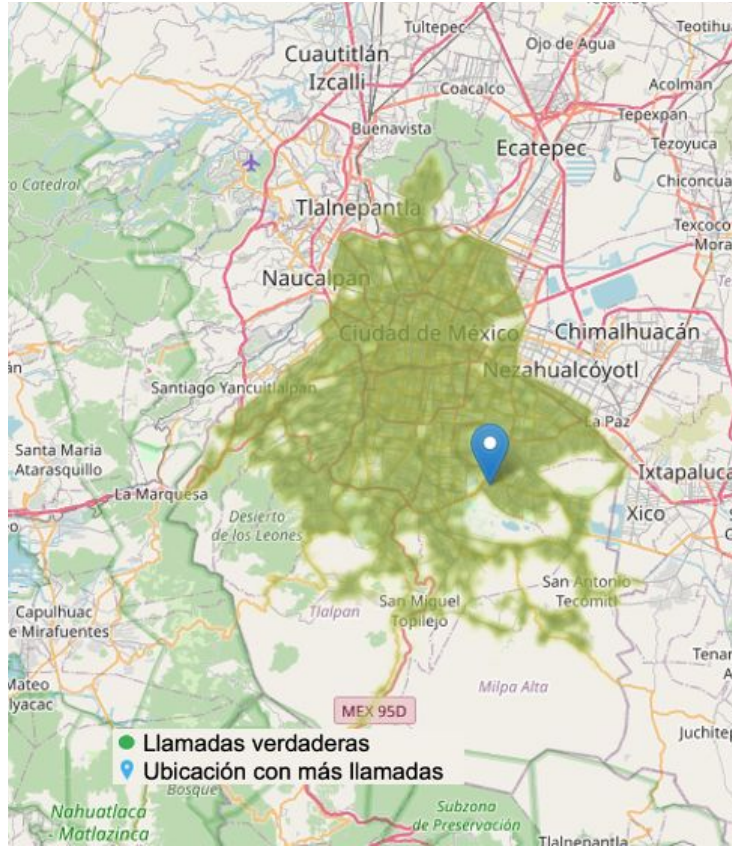 Tultepec
Teotihua
Cuautitlán
Izcalli
Ojo de Agua
Coacalco
Acolman
Tepexpan
Buenavista
Ecatepec
Tezoyuca
Chiconcua
o Catedral
Tlalnepantla
Texcoco
Mora
Naucalpan
Ciudad de México
Chimalhuacán
Nezahualcóyotl
án
Santiago Yancuitlalpan
La Paz
Santa María
Atarasquillo
Ixtapaluca
La Marquesa
Xico
Desierto
de los Leones
San Antonio
Tecómitl
Capulhuac
e Mirafuentes
Tlalpan
San Miguel
Topilejo
Tenan
Mateo
lyacac
Milpa Alta
MEX 95D
Juchitep
Llamadas verdaderas
Ubicación con más llamadas
Bosque
Nahuatlaca
- Matlazinca
Subzona
de Preservación
Tlalnepantla